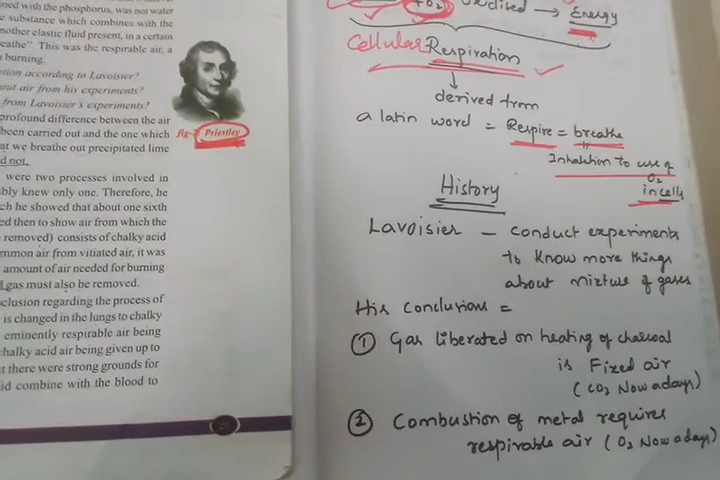 ined with the phosphorus, was not water
e substance which combines with the
mother elastic fluid present, in a certain
eathe". This was the respirable air, a
s burning.
tion according to Lavoisier?
out air from his experiments?
from Lavoisier's experiments?
profound difference between the air
been carried out and the one which
at we breathe out precipitated lime
d not.
were two processes involved in
ibly knew only one. Therefore, he
ch he showed that about one sixth
ed then to show air from which the
removed) consists of chalky acid
mmon air from vitiated air, it was
amount of air needed for burning
gas must also be removed.
clusion regarding the process of
is changed in the lungs to chalky
eminently respirable air being
halky acid air being given up to
t there were strong grounds for
id combine with the blood to
fig- Priestley
+O2 Oxidised → Energy
Cellular Respiration
derived from
a latin word = Respire = breathe
Inhalation to use of
O2
in cells
History
Lavoisier - conduct experiments
to know more things
about mixture of gases
His conclusions =
① Gas liberated on heating of charcoal
is Fixed air
(CO2 Now a days)
② Combustion of metal requires
respirable air (O2 Now a days)